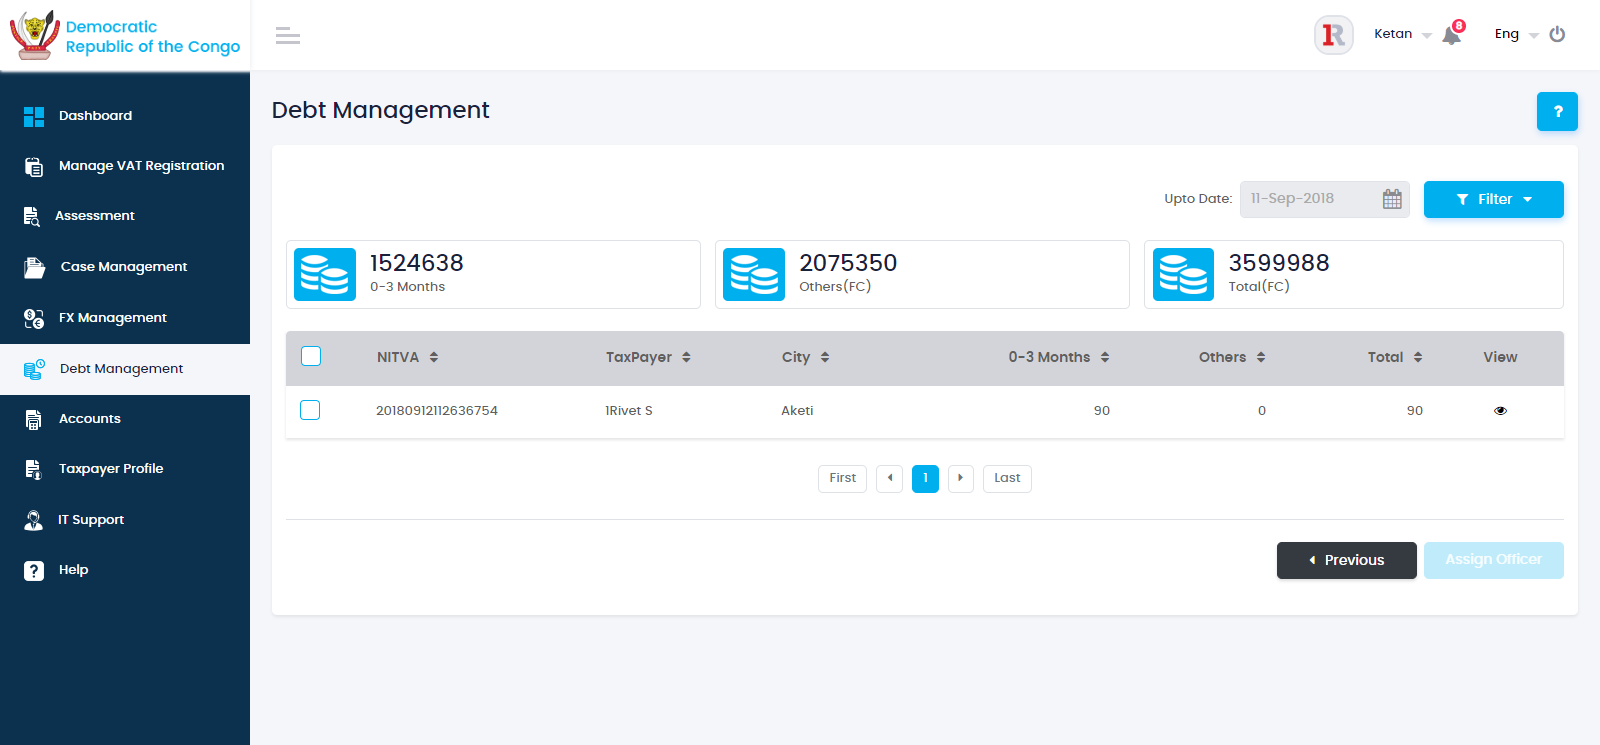 Democratic
Republic of the Congo
1R
Ketan
8
Eng
Dashboard
Manage VAT Registration
Assessment
Case Management
FX Management
Debt Management
Accounts
Taxpayer Profile
IT Support
Help
Debt Management
?
Upto Date: 11-Sep-2018
Filter
1524638
0-3 Months
2075350
Others(FC)
3599988
Total(FC)
NITVA TaxPayer City 0-3 Months Others Total View
20180912112636754 1Rivet S Aketi 90 0 90
First 1 Last
Previous Assign Officer